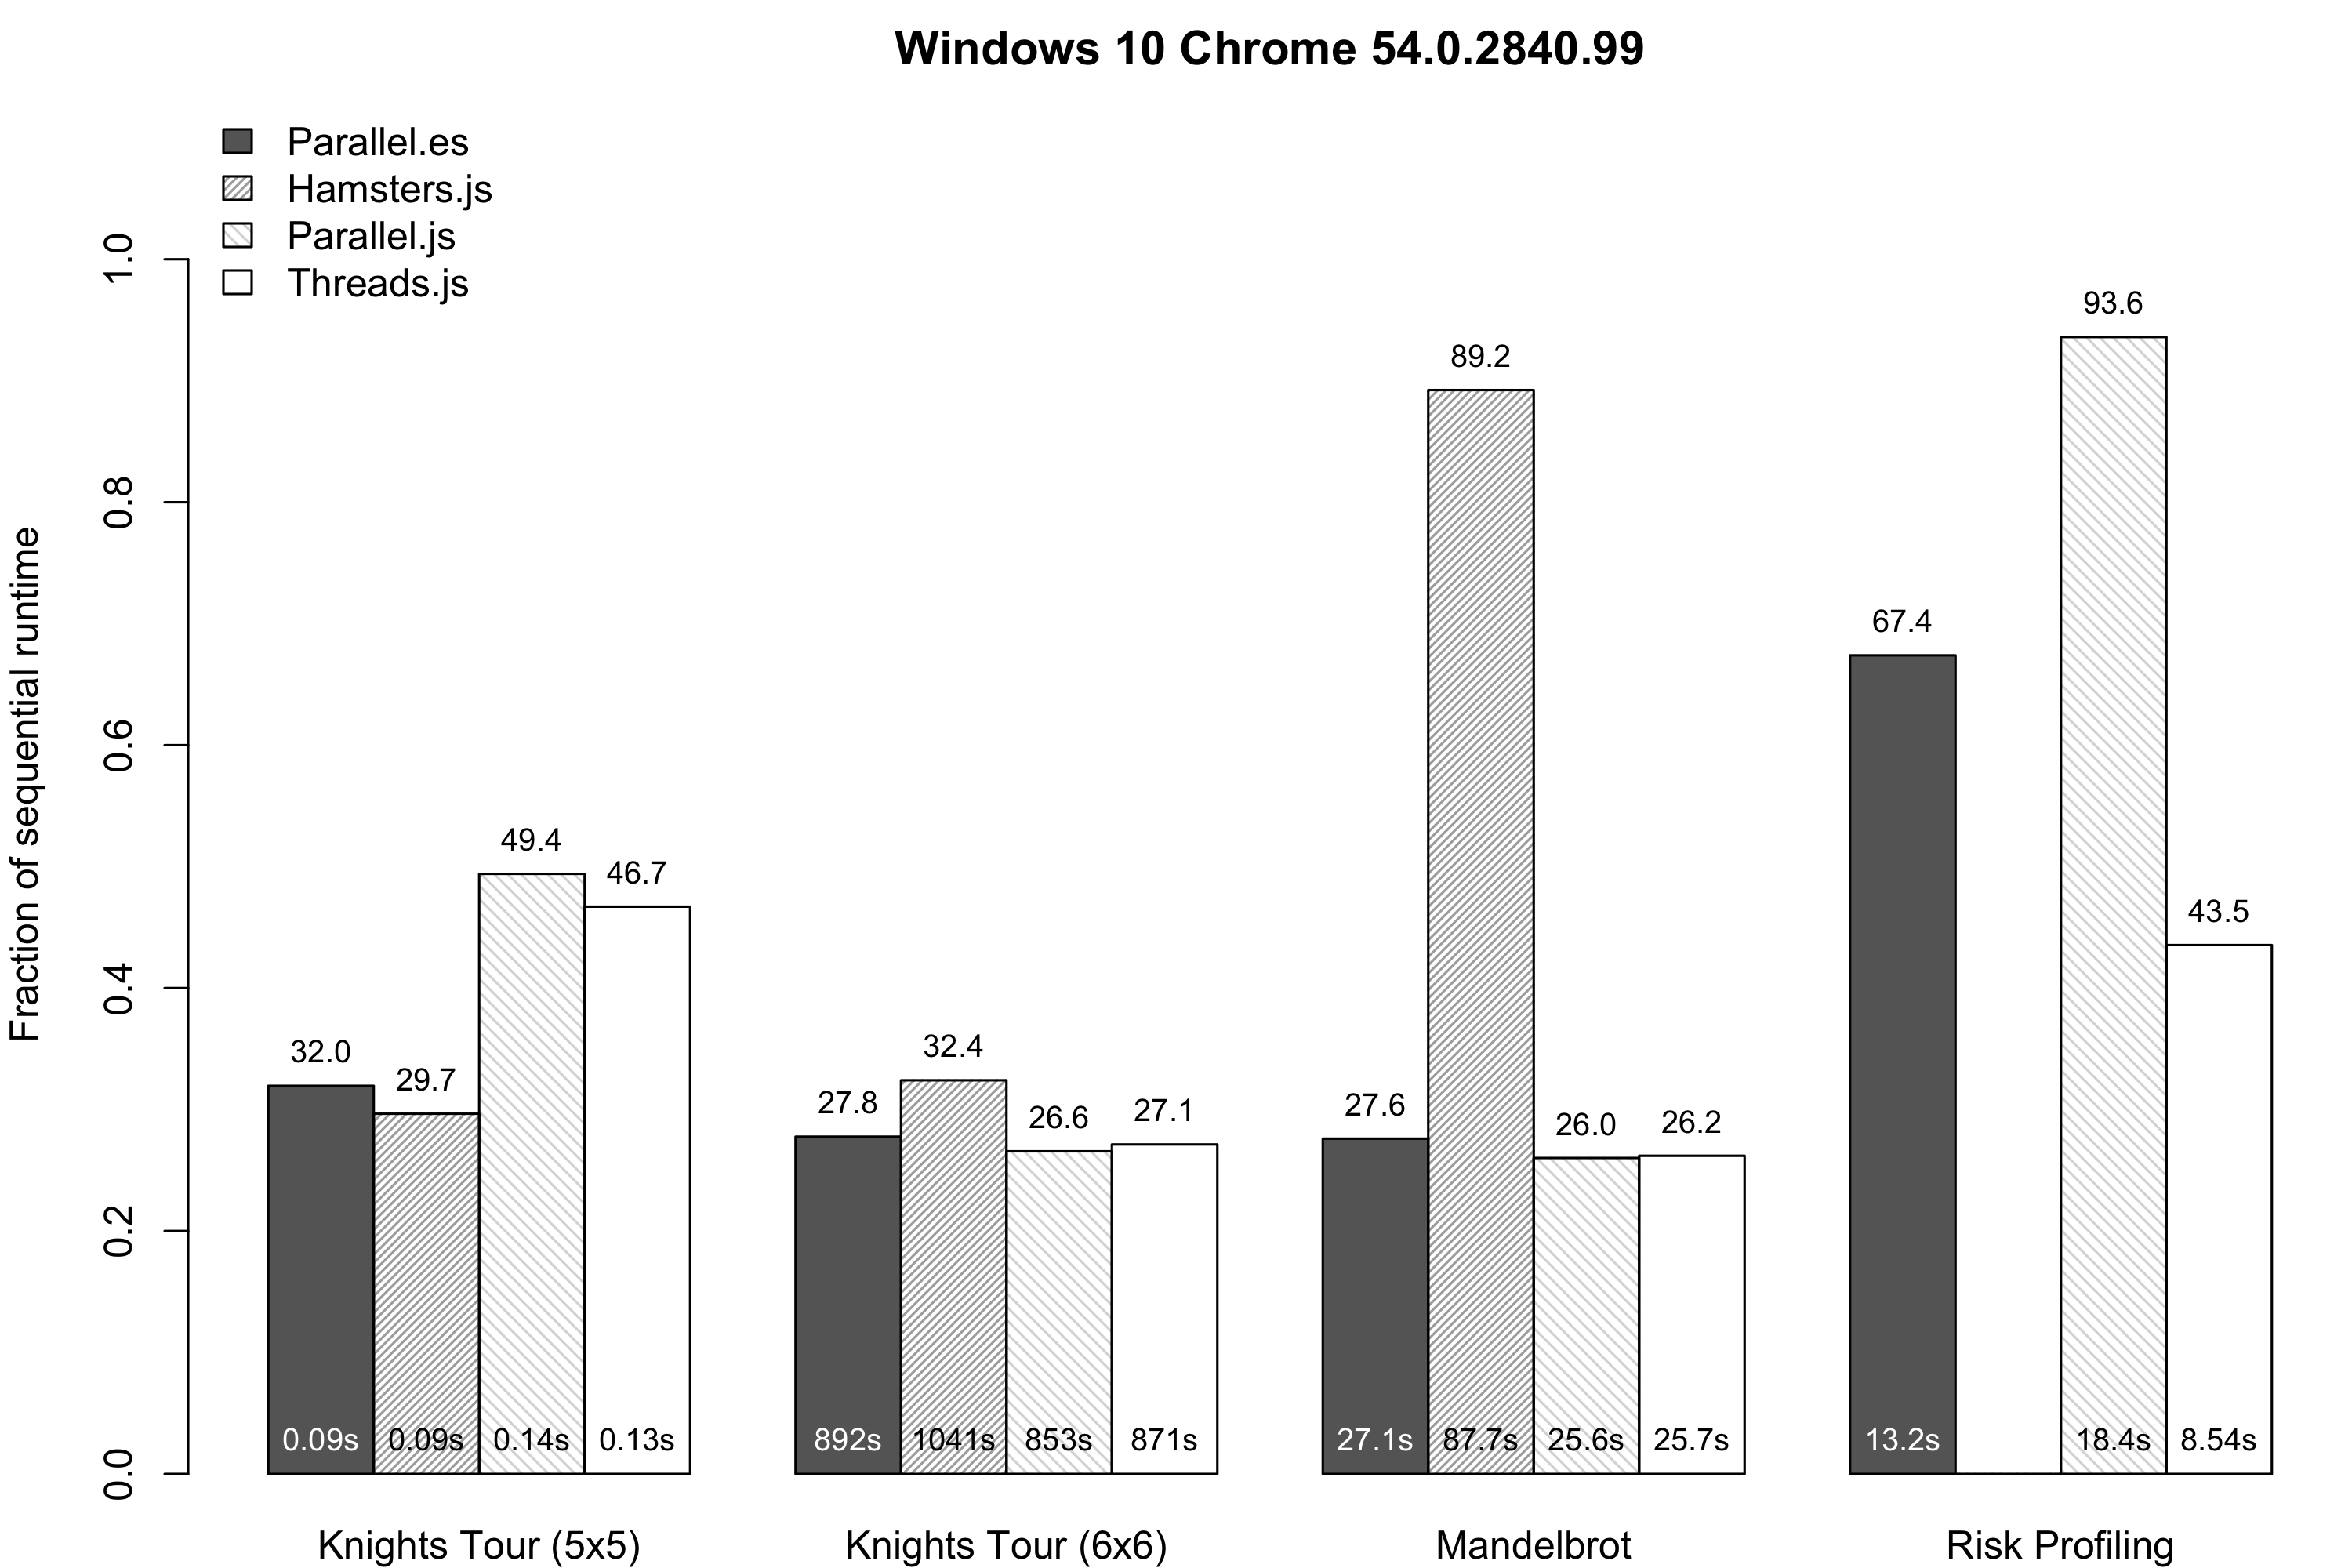 Windows 10 Chrome 54.0.2840.99
Parallel.es
Hamsters.js
Parallel.js
Threads.js
Fraction of sequential runtime
1.0
0.8
0.6
0.4
0.2
0.0
32.0
29.7
49.4
46.7
27.8
32.4
26.6
27.1
27.6
89.2
26.0
26.2
67.4
93.6
43.5
0.09s 0.09s 0.14s 0.13s
892s 1041s 853s 871s
27.1s 87.7s 25.6s 25.7s
13.2s 18.4s 8.54s
Knights Tour (5x5)
Knights Tour (6x6)
Mandelbrot
Risk Profiling